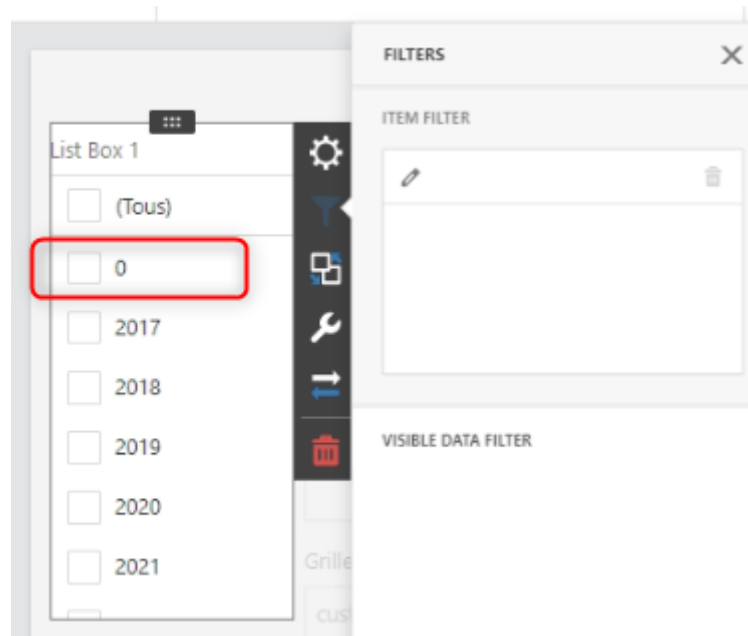 FILTERS
ITEM FILTER
List Box 1
(Tous)
0
2017
2018
2019
2020
2021
VISIBLE DATA FILTER
Grille
cust